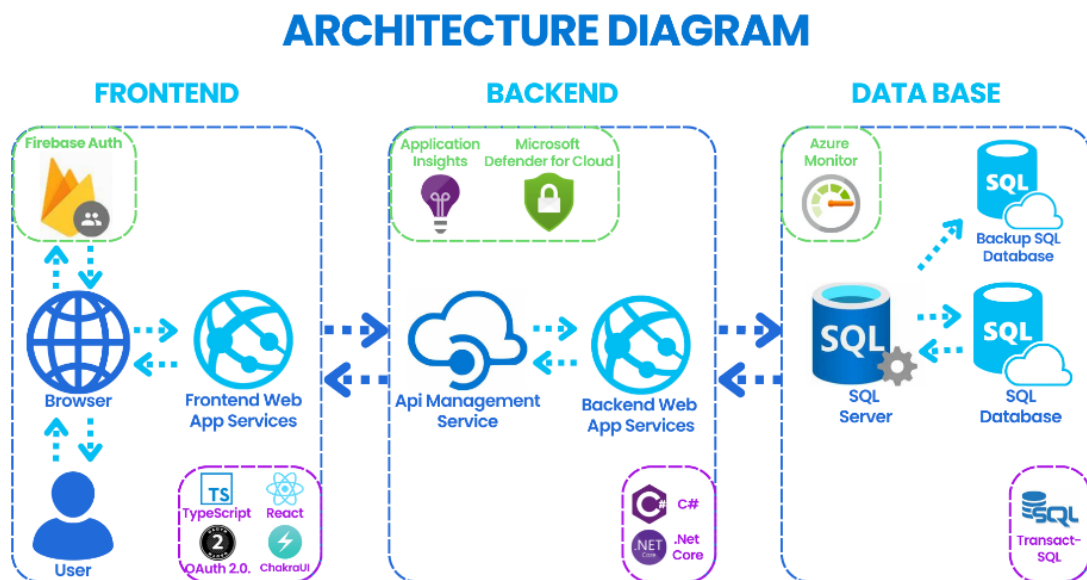 ARCHITECTURE DIAGRAM
FRONTEND
BACKEND
DATA BASE
Firebase Auth
Browser
Frontend Web
App Services
User
TS
TypeScript
React
2
OAuth 2.0.
ChakraUI
Application
Insights
Microsoft
Defender for Cloud
Api Management
Service
Backend Web
App Services
C#
C#
.NET
Core
.Net
Core
Azure
Monitor
SQL
Backup SQL
Database
SQL
SQL
Server
SQL
SQL
Database
SQL
Transact-
SQL